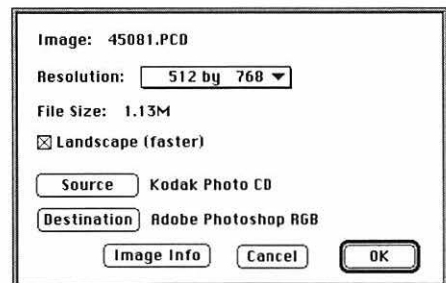 Image: 45081.PCD
Resolution: 512 by 768
File Size: 1.13M
Landscape (faster)
Source Kodak Photo CD
Destination Adobe Photoshop RGB
Image Info Cancel OK